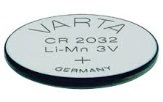 VARTA
CR 2032
Li-Mn 3V
+
GERMANY